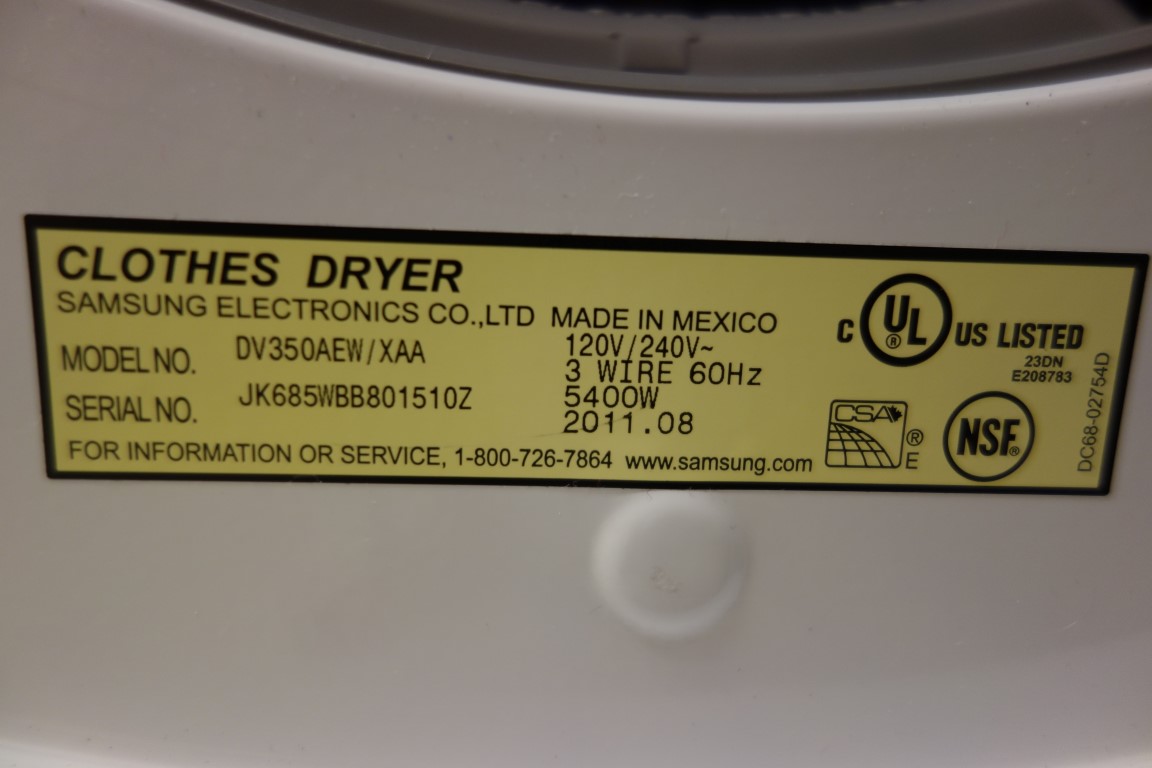 CLOTHES DRYER
SAMSUNG ELECTRONICS CO.,LTD MADE IN MEXICO
MODEL NO. DV350AEW/XAA
120V/240V~
3 WIRE 60Hz
SERIAL NO. JK685WBB801510Z
5400W
2011.08
FOR INFORMATION OR SERVICE, 1-800-726-7864 www.samsung.com
C UL ® US LISTED
23DN
E208783
CSA ® E
NSF®
DC68-02754D